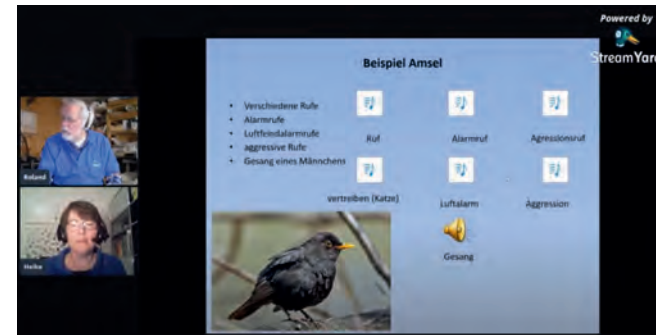 Powered by
StreamYard
Beispiel Amsel
• Verschiedene Rufe
• Alarmrufe
• Luftfeindalarmrufe
• aggressive Rufe
• Gesang eines Männchens
Ruf
Alarmruf
Agressionsruf
vertreiben (Katze)
Luftalarm
Aggression
Gesang
Roland
Heike